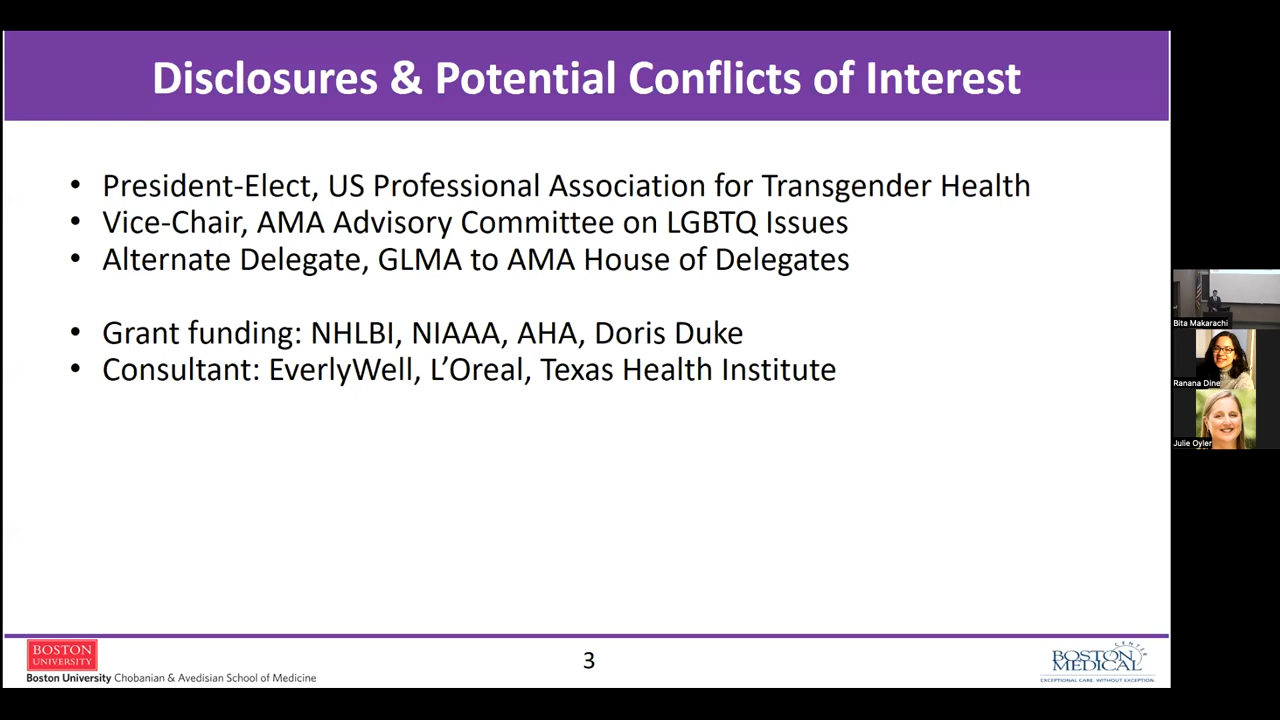 Disclosures & Potential Conflicts of Interest
• President-Elect, US Professional Association for Transgender Health
• Vice-Chair, AMA Advisory Committee on LGBTQ Issues
• Alternate Delegate, GLMA to AMA House of Delegates
• Grant funding: NHLBI, NIAAA, AHA, Doris Duke
• Consultant: EverlyWell, L’Oreal, Texas Health Institute
Bita Makarachi
Ranana Dine
Julie Oyler
BOSTON
UNIVERSITY
Boston University Chobanian & Avedisian School of Medicine
3
BOSTON
MEDICAL
CENTER
EXCEPTIONAL CARE. WITHOUT EXCEPTION.